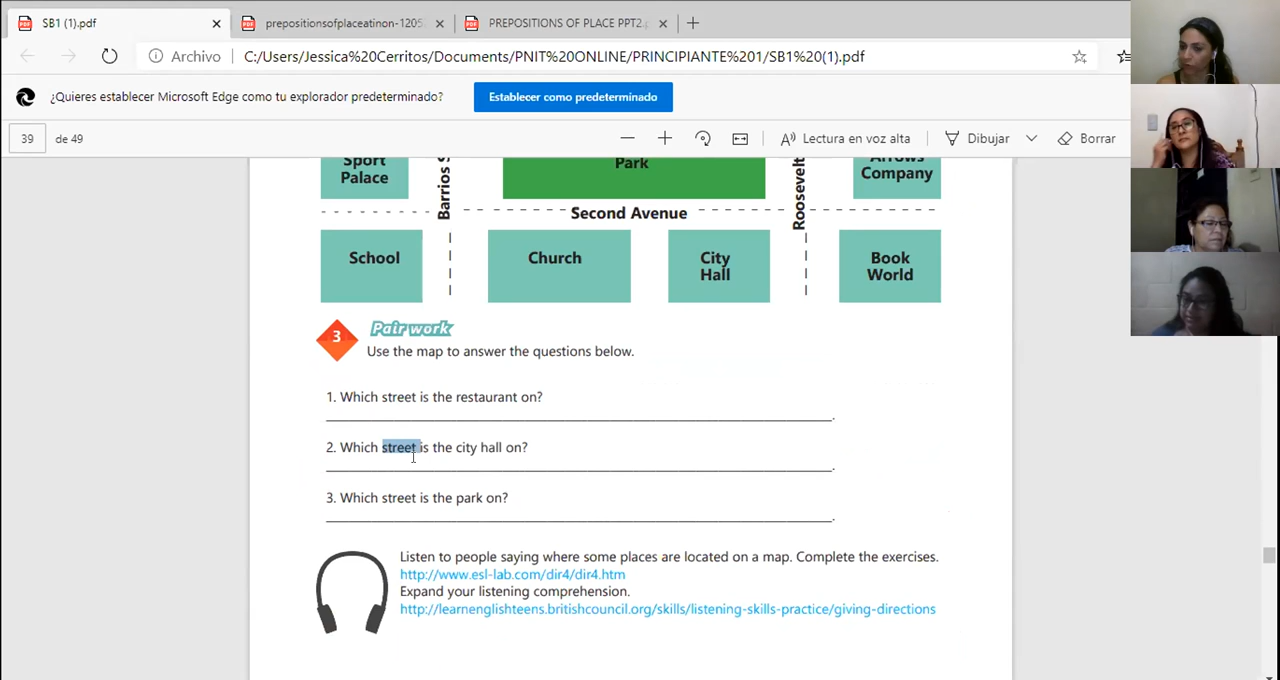 SB1 (1).pdf
prepositionsofplaceatinon-1205
PREPOSITIONS OF PLACE PPT2.p
Archivo
C:/Users/Jessica%20Cerritos/Documents/PNIT%20ONLINE/PRINCIPIANTE%201/SB1%20(1).pdf
¿Quieres establecer Microsoft Edge como tu explorador predeterminado?
Establecer como predeterminado
39 de 49
Lectura en voz alta
Dibujar
Borrar
Sport
Palace
Barrios S
Park
Roosevelt
Arrows
Company
Second Avenue
School
Church
City
Hall
Book
World
3 Pair work
Use the map to answer the questions below.
1. Which street is the restaurant on?
2. Which street is the city hall on?
3. Which street is the park on?
Listen to people saying where some places are located on a map. Complete the exercises.
http://www.esl-lab.com/dir4/dir4.htm
Expand your listening comprehension.
http://learnenglishteens.britishcouncil.org/skills/listening-skills-practice/giving-directions